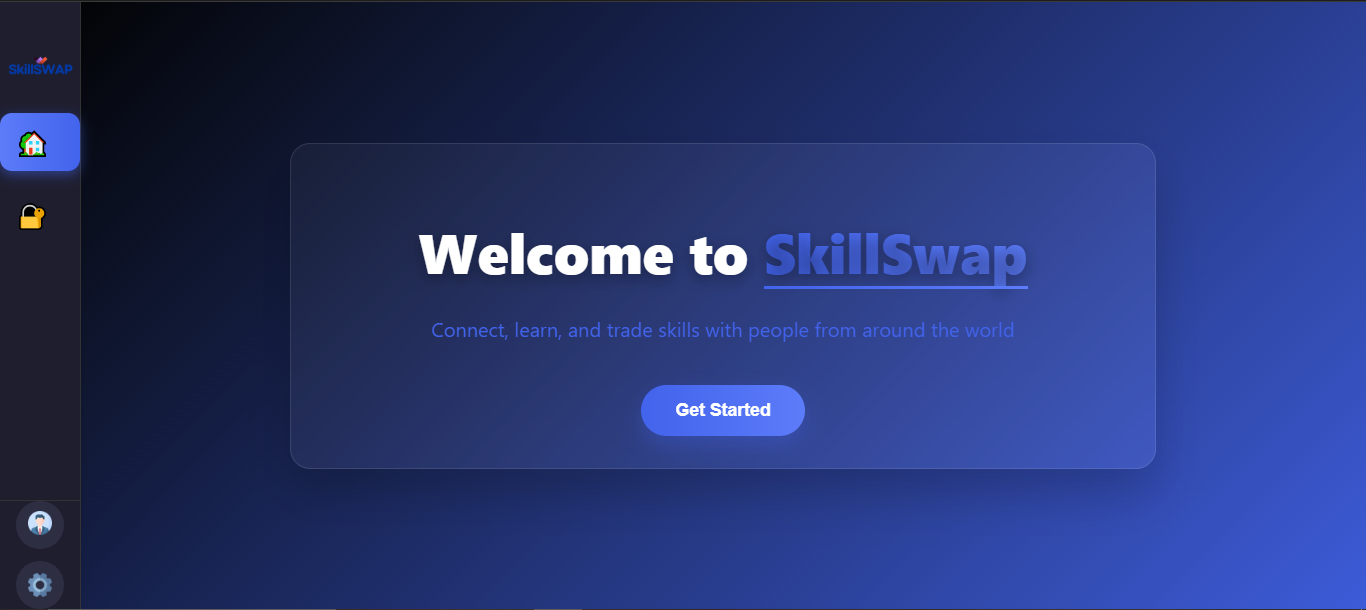 SkillSWAP
Welcome to SkillSwap
Connect, learn, and trade skills with people from around the world
Get Started